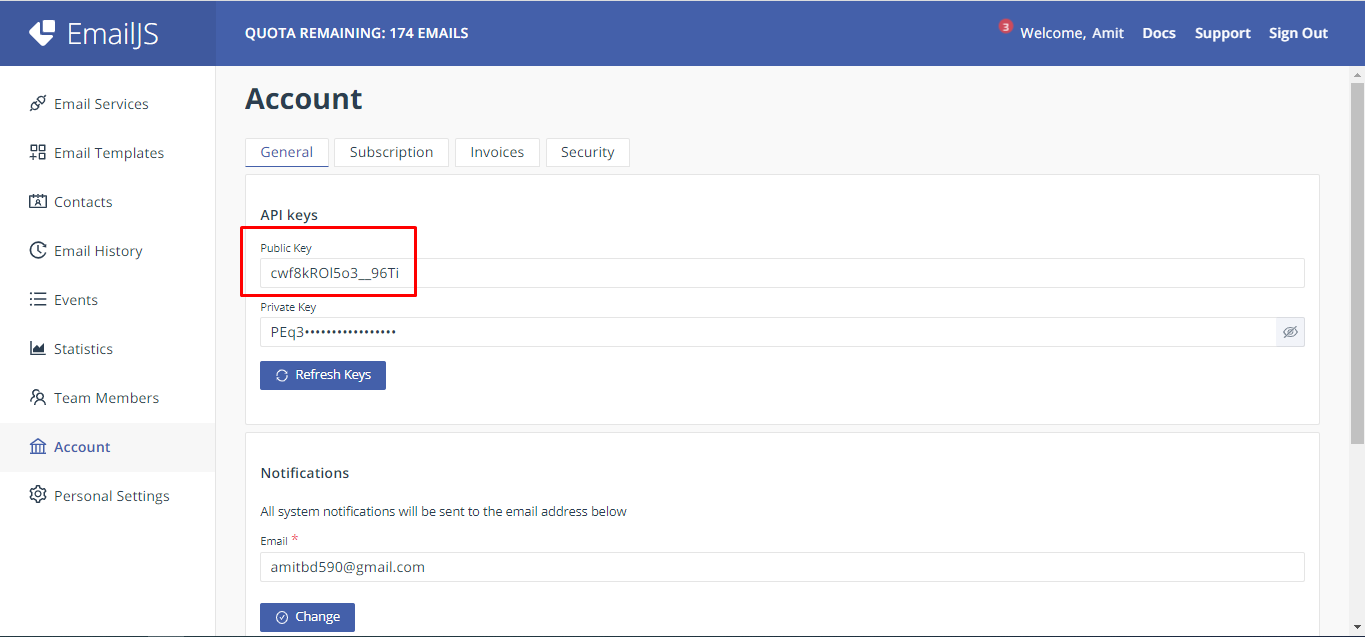 EmailJS
QUOTA REMAINING: 174 EMAILS
3
Welcome, Amit
Docs
Support
Sign Out
Email Services
Email Templates
Contacts
Email History
Events
Statistics
Team Members
Account
Personal Settings
Account
General
Subscription
Invoices
Security
API keys
Public Key
cwf8kROl5o3__96Ti
Private Key
PEq3•••••••••••••••••
Refresh Keys
Notifications
All system notifications will be sent to the email address below
Email *
amitbd590@gmail.com
Change